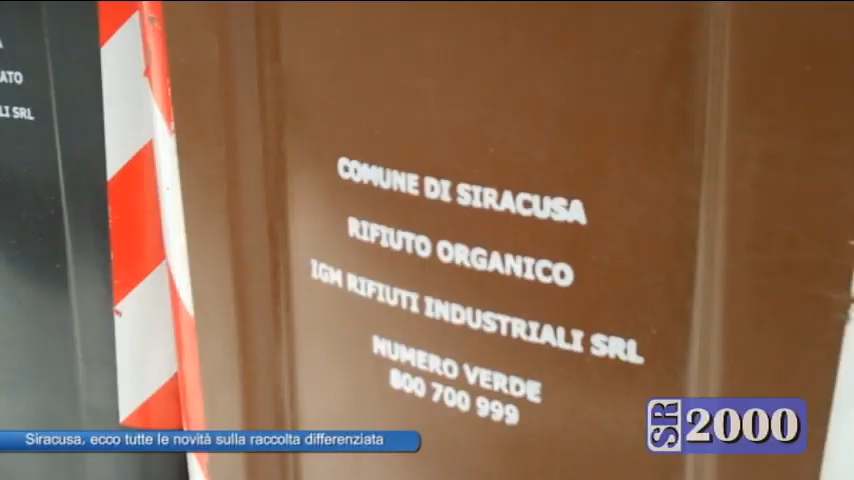 ATO
LI SRL
COMUNE DI SIRACUSA
RIFIUTO ORGANICO
IGM RIFIUTI INDUSTRIALI SRL
NUMERO VERDE
800 700 999
Siracusa, ecco tutte le novità sulla raccolta differenziata
SR 2000